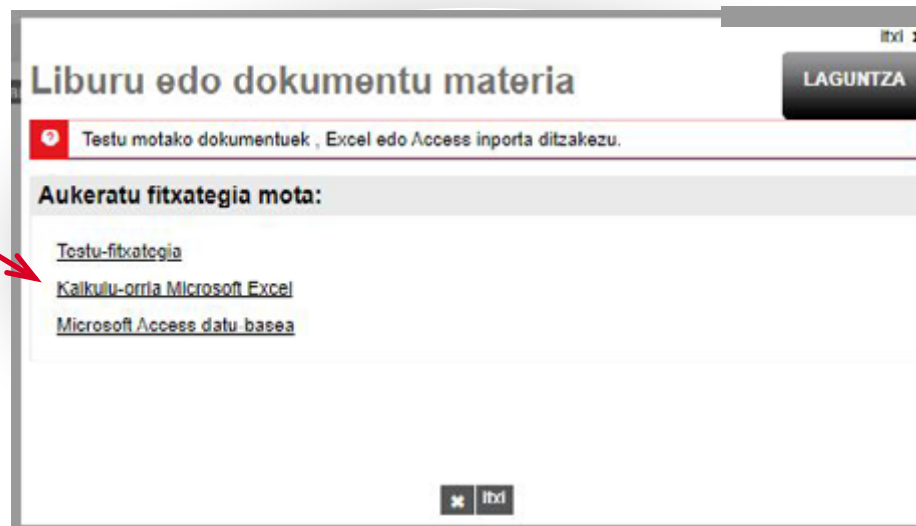 itxi x
Liburu edo dokumentu materia
LAGUNTZA
Testu motako dokumentuek , Excel edo Access inporta ditzakezu.
Aukeratu fitxategia mota:
Testu-fitxategia
Kalkulu-orria Microsoft Excel
Microsoft Access datu-basea
x itxi